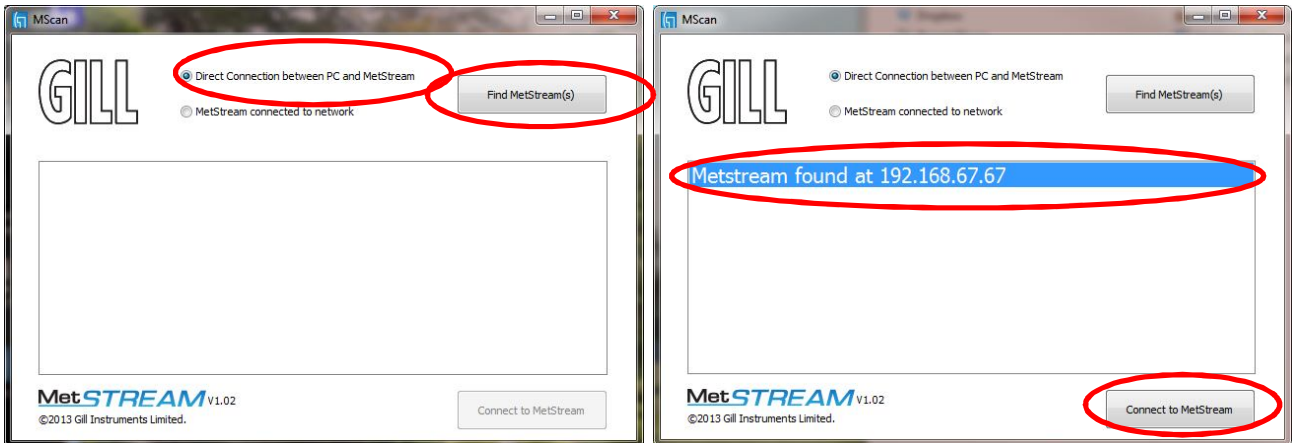 MScan
GILL
Direct Connection between PC and MetStream
Find MetStream(s)
MetStream connected to network
MetSTREAM V1.02
©2013 Gill Instruments Limited.
Connect to MetStream
MScan
GILL
Direct Connection between PC and MetStream
Find MetStream(s)
MetStream connected to network
Metstream found at 192.168.67.67
MetSTREAM V1.02
©2013 Gill Instruments Limited.
Connect to MetStream